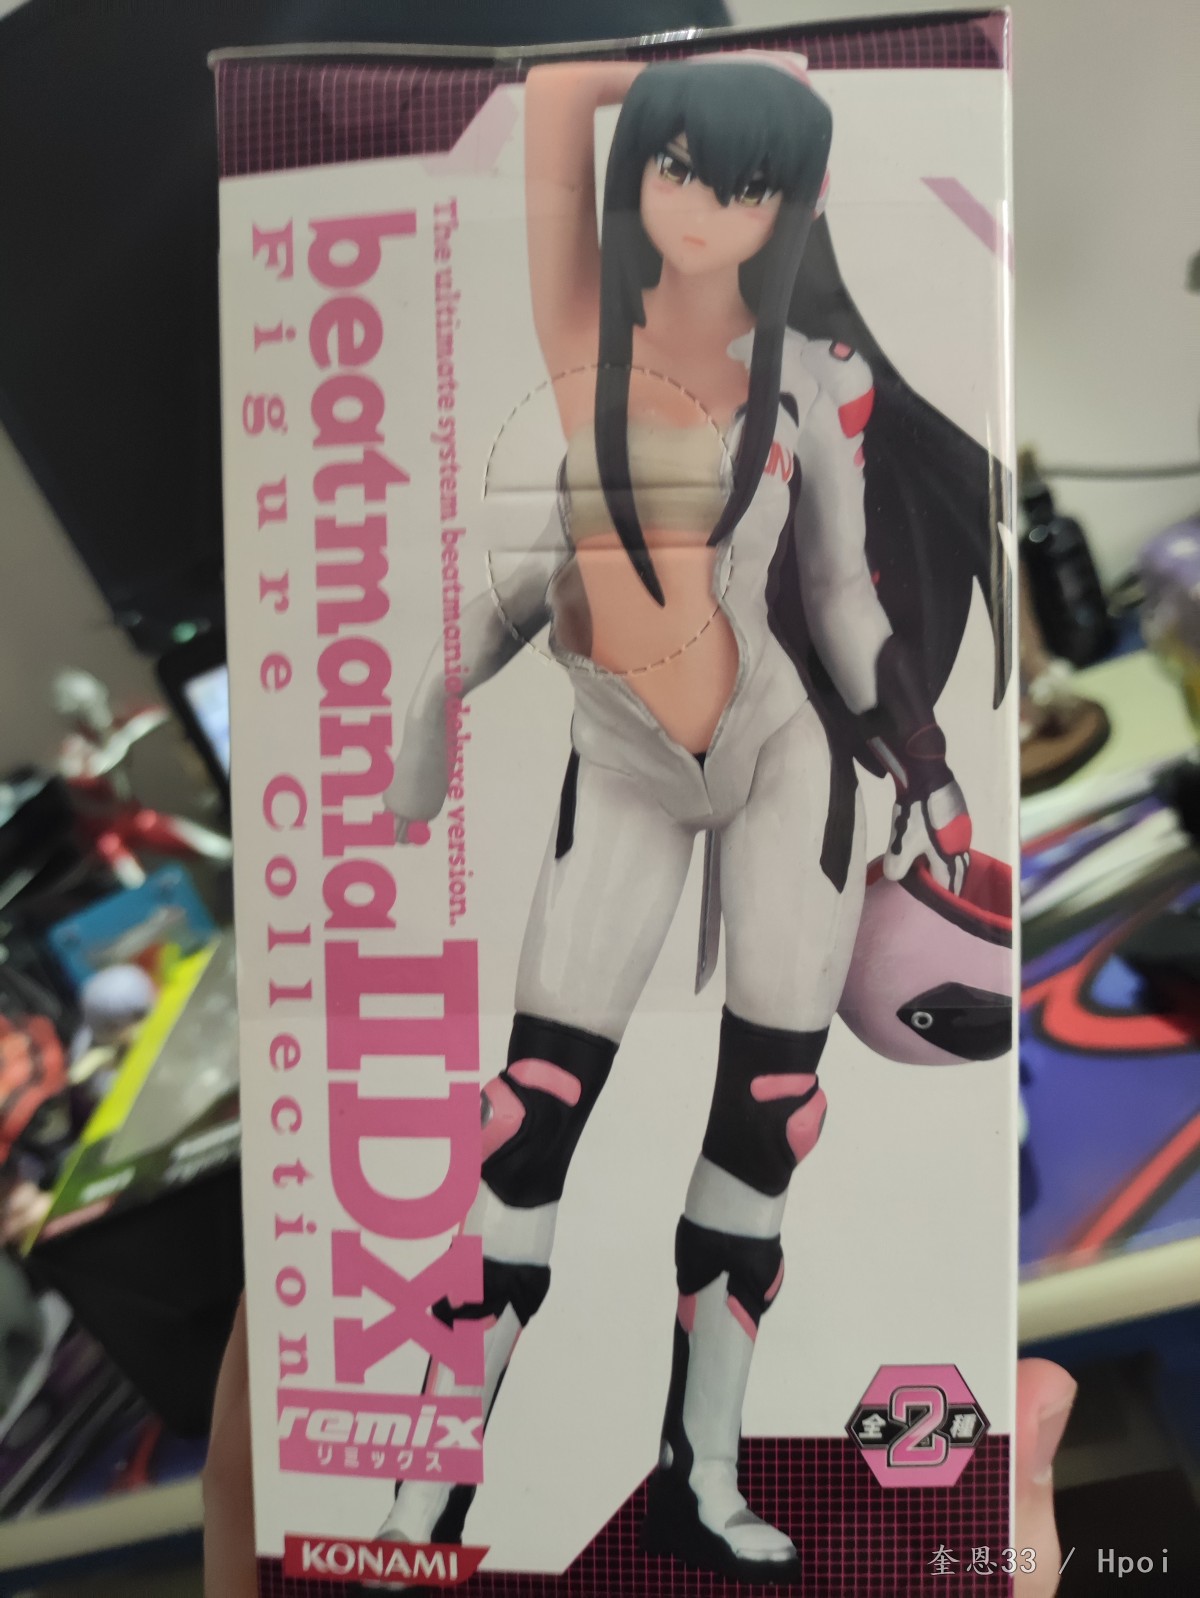 The ultimate system beatmania deluxe version.
beatmania IIDX
Figure Collection
remix
リミックス
全2種
KONAMI
奎恩33 / Hpoi